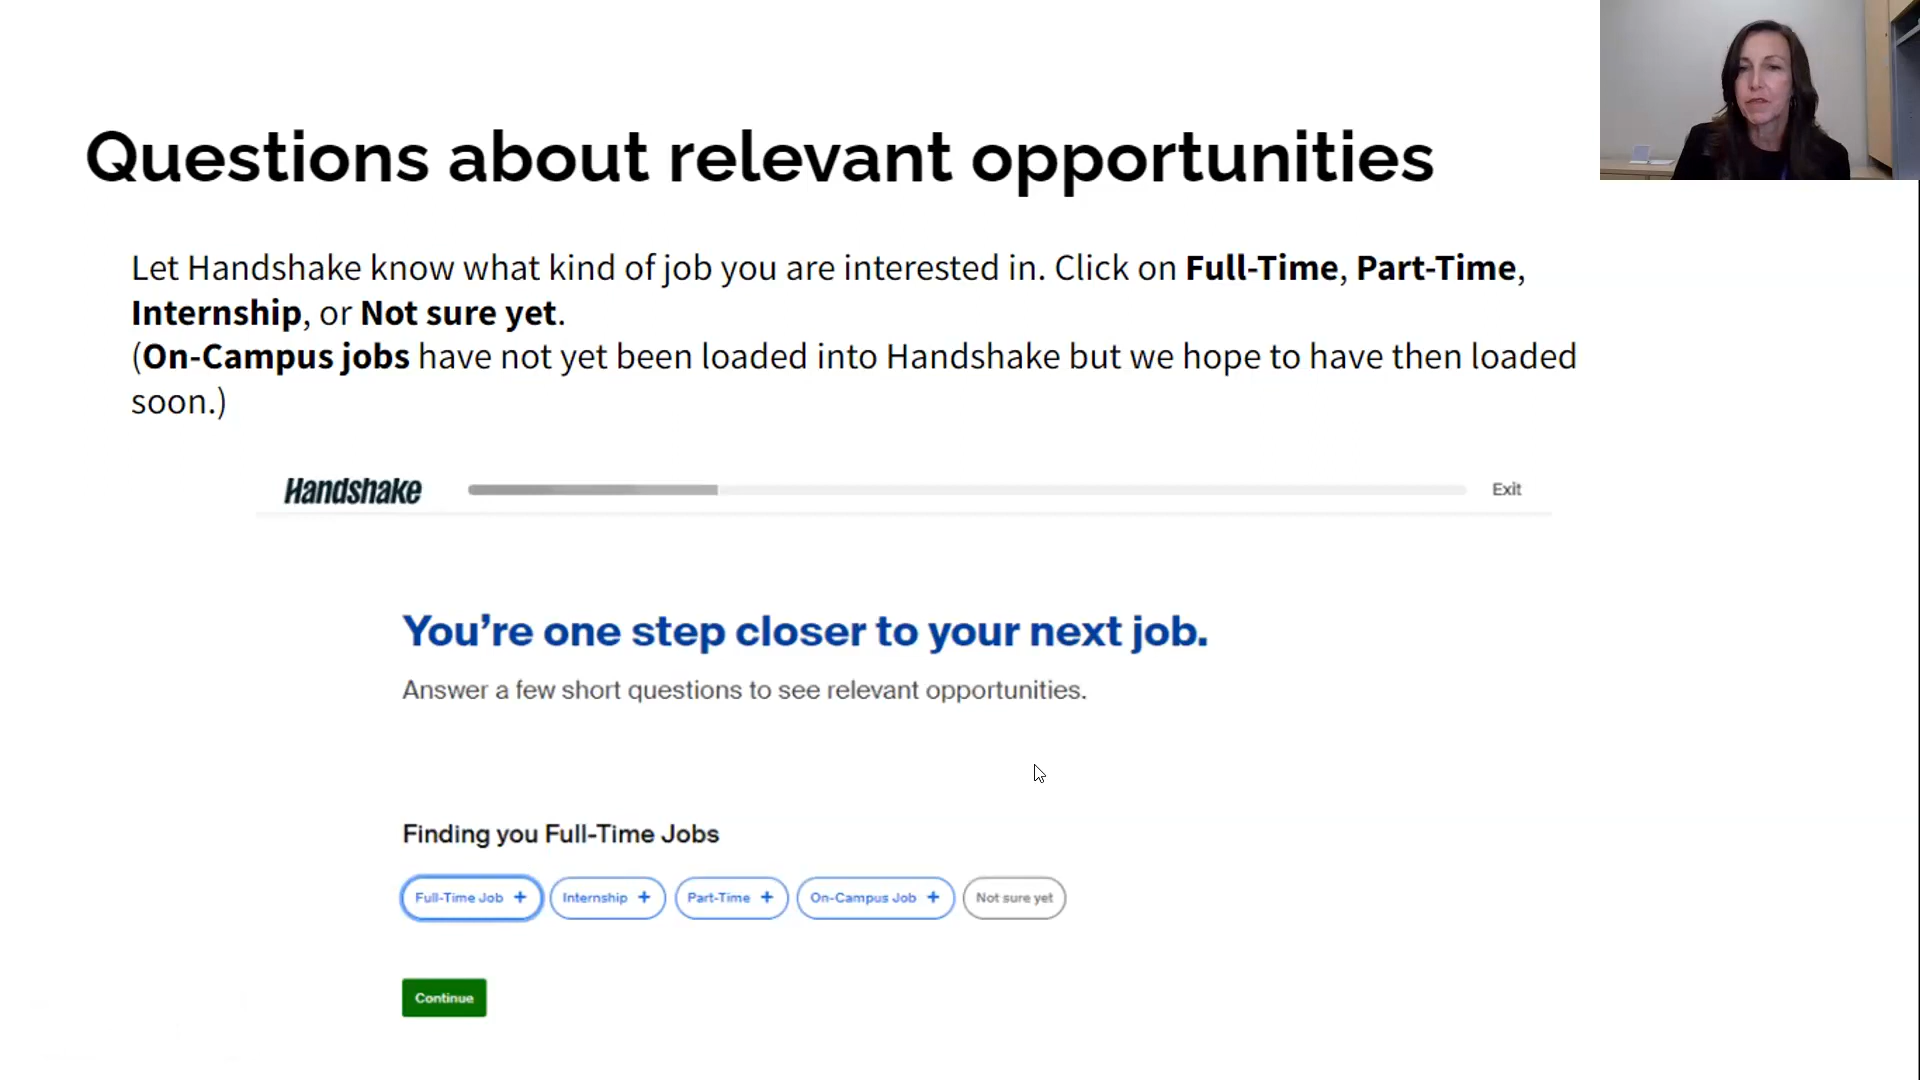 Questions about relevant opportunities
Let Handshake know what kind of job you are interested in. Click on Full-Time, Part-Time,
Internship, or Not sure yet.
(On-Campus jobs have not yet been loaded into Handshake but we hope to have then loaded
soon.)
Handshake Exit
You're one step closer to your next job.
Answer a few short questions to see relevant opportunities.
Finding you Full-Time Jobs
Full-Time Job + Internship + Part-Time + On-Campus Job + Not sure yet
Continue